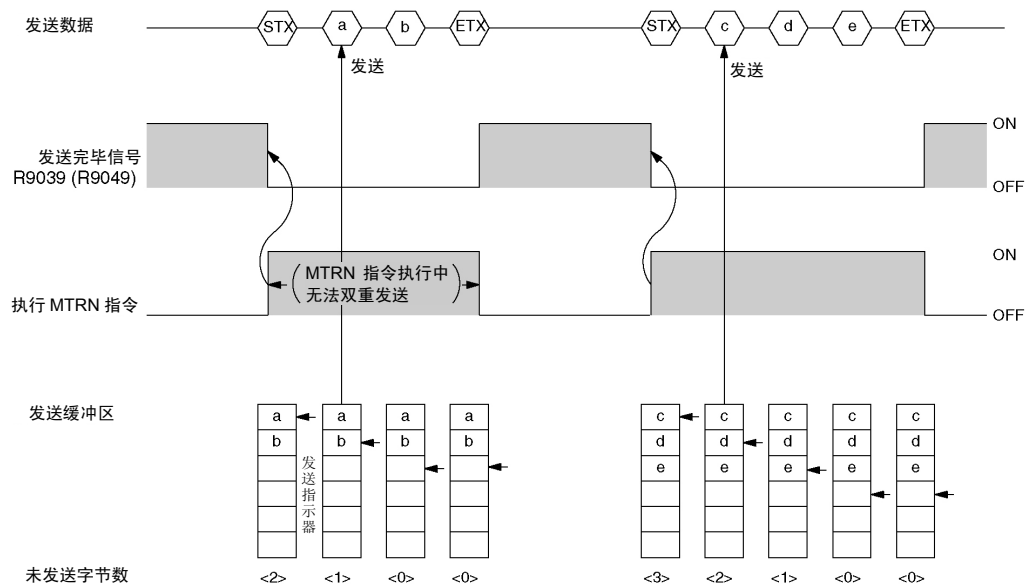 发送数据 STX a b ETX STX c d e ETX
发送 发送
发送完毕信号 ON
R9039 (R9049) OFF
MTRN 指令执行中 ON
无法双重发送
执行 MTRN 指令 OFF
发送缓冲区 a a a a c c c c c
b b b b d d d d d
e e e e e
发送指示器
未发送字节数 <2> <1> <0> <0> <3> <2> <1> <0> <0>